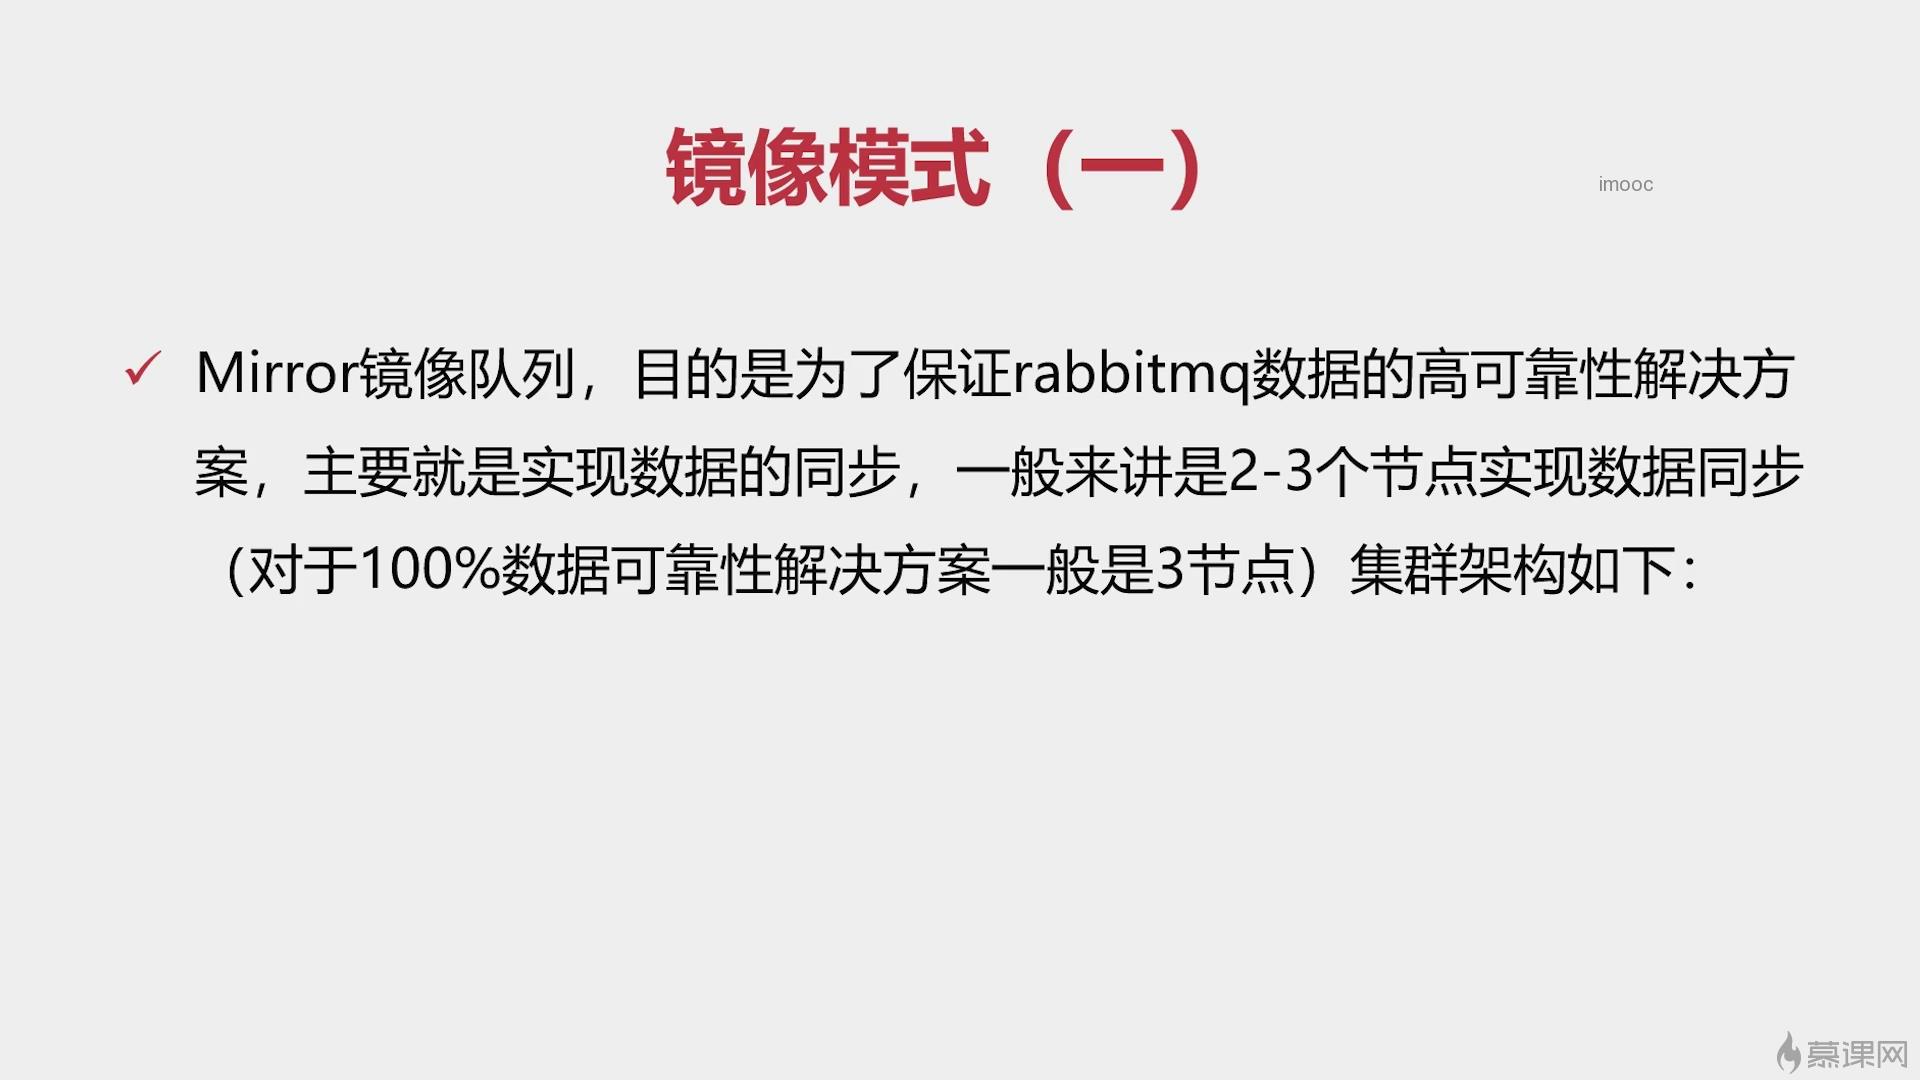 镜像模式（一）
imooc
Mirror镜像队列，目的是为了保证rabbitmq数据的高可靠性解决方
案，主要就是实现数据的同步，一般来讲是2-3个节点实现数据同步
（对于100%数据可靠性解决方案一般是3节点）集群架构如下：
慕课网